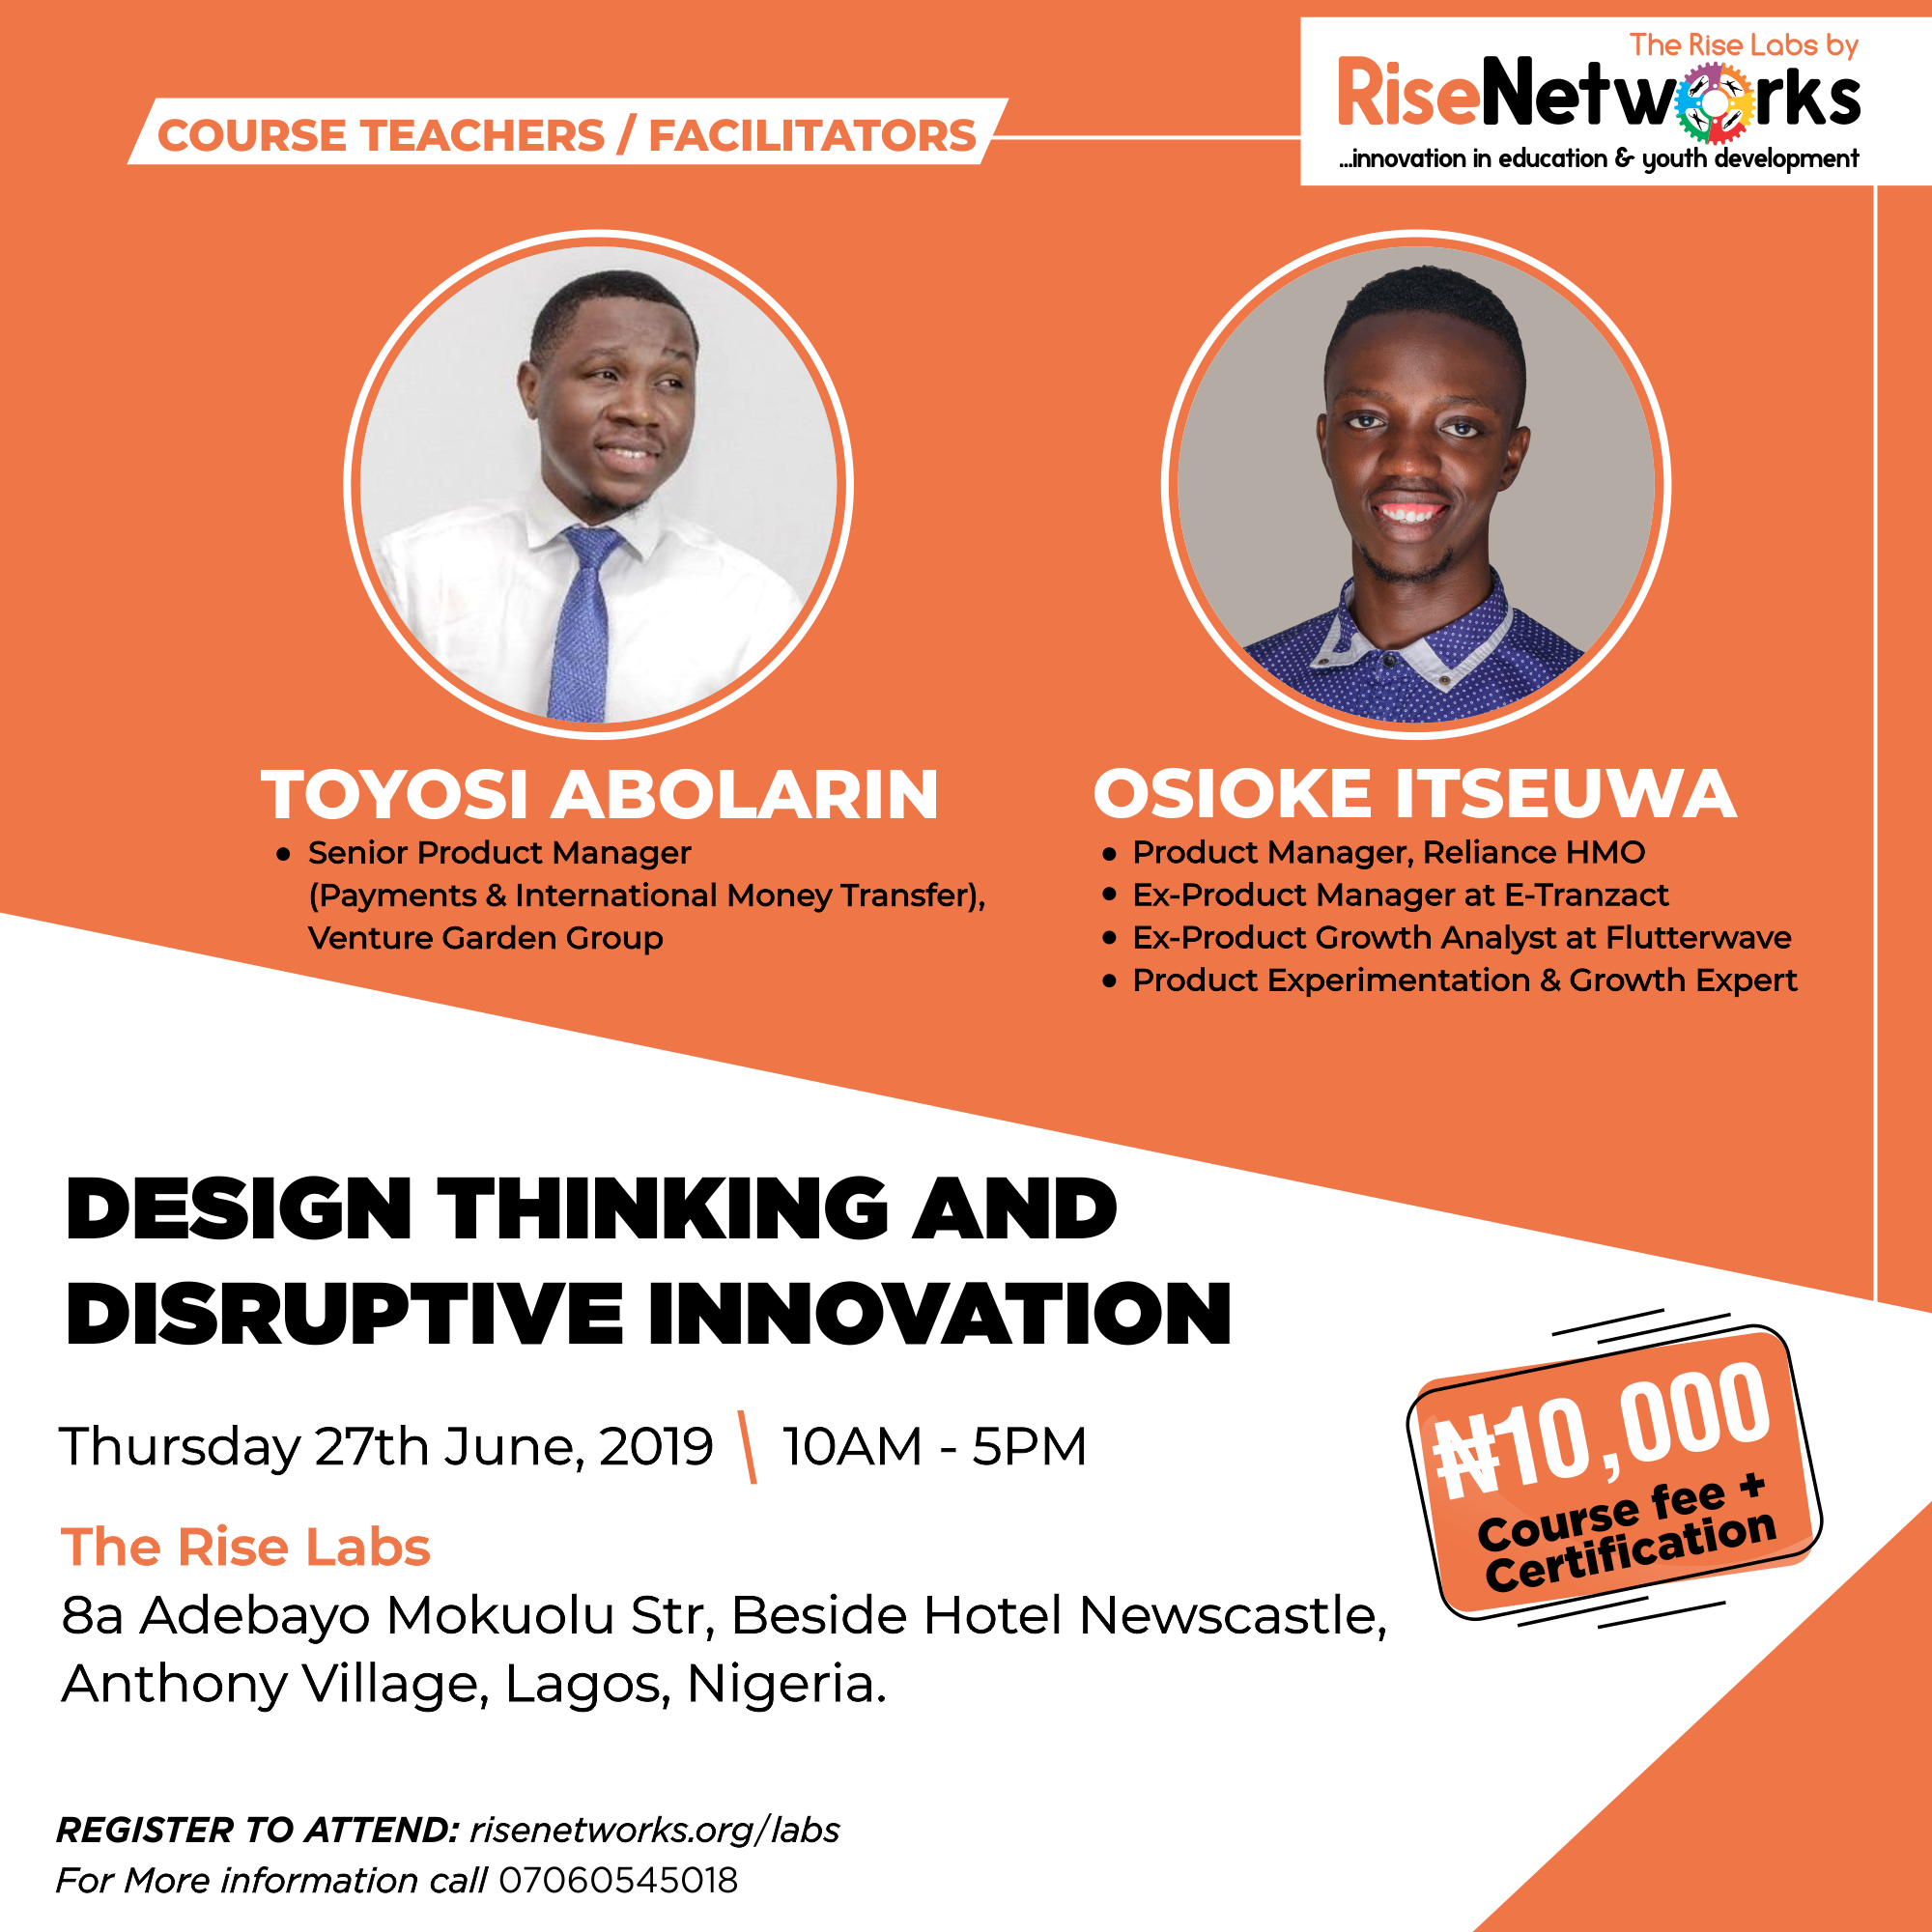 The Rise Labs by
RiseNetworks
...innovation in education & youth development
COURSE TEACHERS / FACILITATORS
TOYOSI ABOLARIN
• Senior Product Manager
(Payments & International Money Transfer),
Venture Garden Group
OSIOKE ITSEUWA
• Product Manager, Reliance HMO
• Ex-Product Manager at E-Tranzact
• Ex-Product Growth Analyst at Flutterwave
• Product Experimentation & Growth Expert
DESIGN THINKING AND
DISRUPTIVE INNOVATION
Thursday 27th June, 2019 \ 10AM - 5PM
The Rise Labs
8a Adebayo Mokuolu Str, Beside Hotel Newscastle,
Anthony Village, Lagos, Nigeria.
₦10,000
Course fee +
Certification
REGISTER TO ATTEND: risenetworks.org/labs
For More information call 07060545018